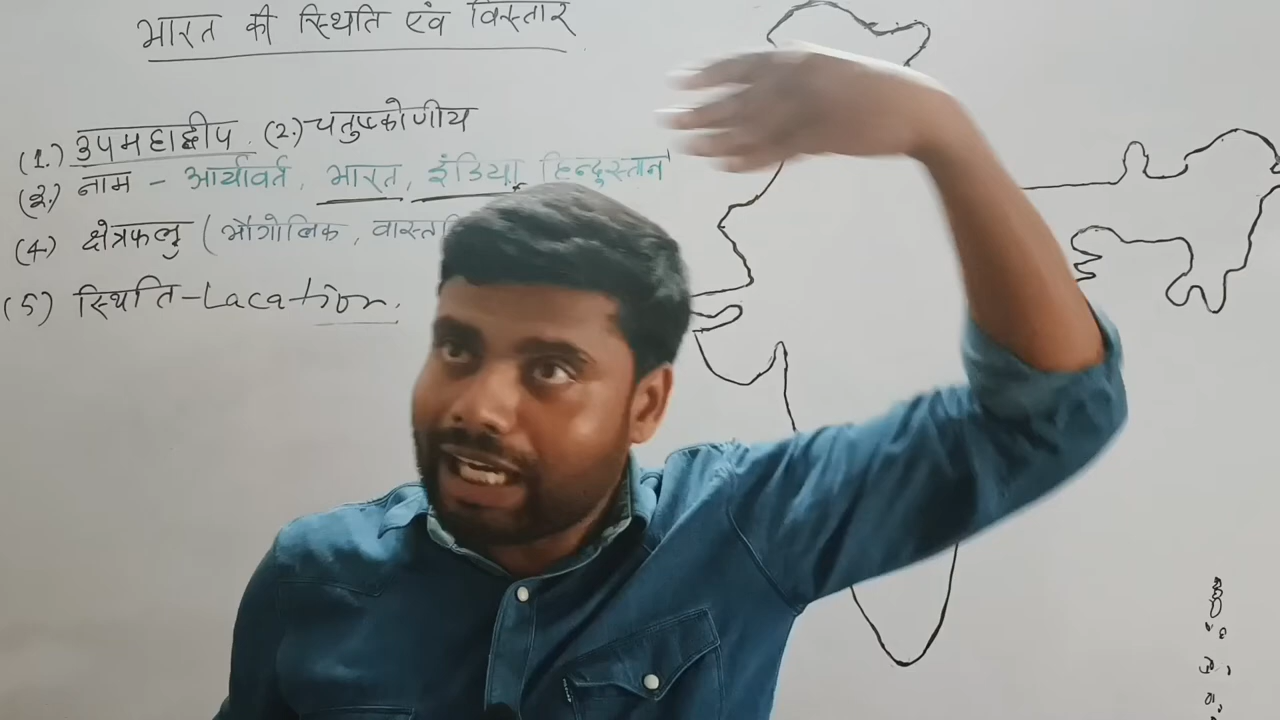 भारत की स्थिति एवं विस्तार
(1.) उपमहाद्वीप. (2.) चतुष्कोणीय
(3.) नाम - आर्यावर्त, भारत, इंडिया, हिन्दुस्तान
(4) क्षेत्रफल (भौगोलिक,
(5) स्थिति-Lacation.